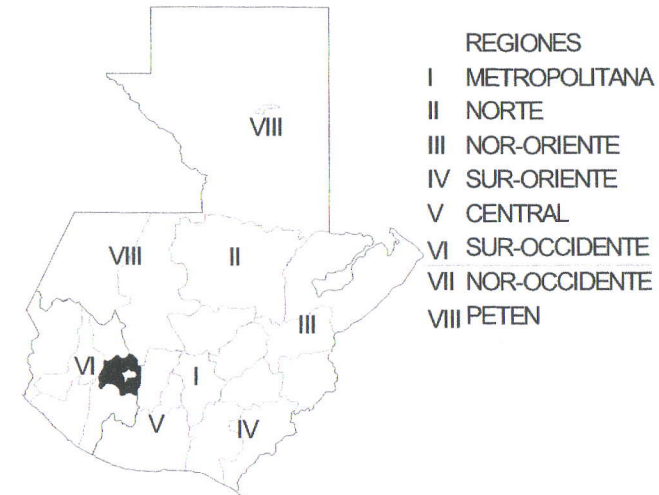 REGIONES
I METROPOLITANA
II NORTE
III NOR-ORIENTE
IV SUR-ORIENTE
V CENTRAL
VI SUR-OCCIDENTE
VII NOR-OCCIDENTE
VIII PETEN
VIII
VIII
II
III
VI
I
V
IV